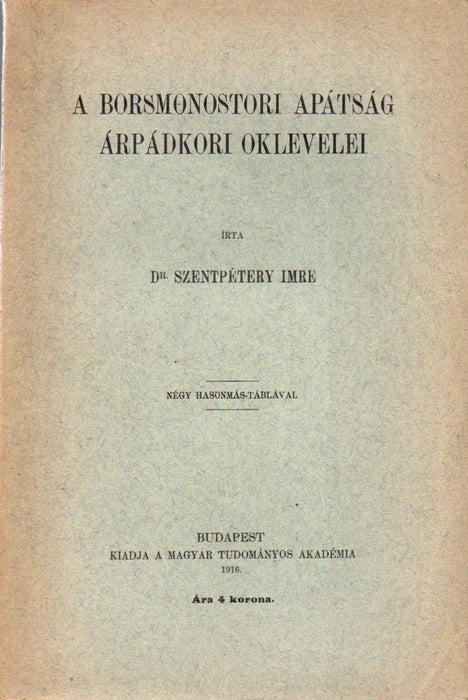 A BORSMONOSTORI APÁTSÁG
ÁRPÁDKORI OKLEVELEI
ÍRTA
DR. SZENTPÉTERY IMRE
NÉGY HASONMÁS-TÁBLÁVAL
BUDAPEST
KIADJA A MAGYAR TUDOMÁNYOS AKADÉMIA
1916.
Ára 4 korona.